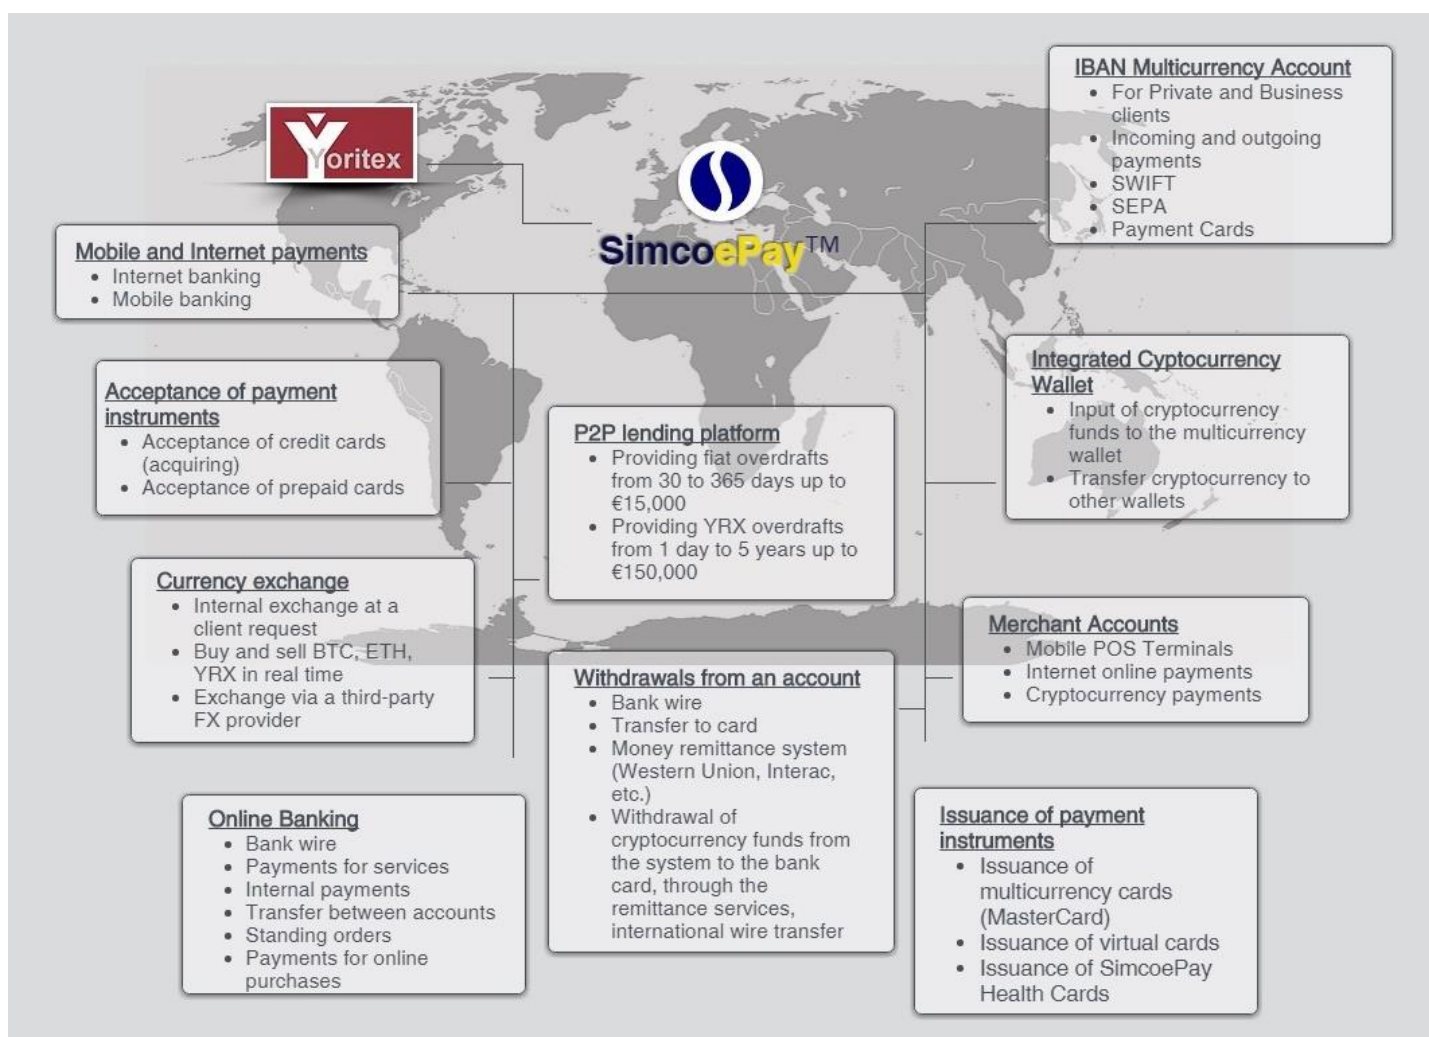 Yoritex
SimcoePay™
IBAN Multicurrency Account
• For Private and Business
clients
• Incoming and outgoing
payments
• SWIFT
• SEPA
• Payment Cards
Mobile and Internet payments
• Internet banking
• Mobile banking
Acceptance of payment
instruments
• Acceptance of credit cards
(acquiring)
• Acceptance of prepaid cards
P2P lending platform
• Providing fiat overdrafts
from 30 to 365 days up to
€15,000
• Providing YRX overdrafts
from 1 day to 5 years up to
€150,000
Integrated Cyptocurrency
Wallet
• Input of cryptocurrency
funds to the multicurrency
wallet
• Transfer cryptocurrency to
other wallets
Currency exchange
• Internal exchange at a
client request
• Buy and sell BTC, ETH,
YRX in real time
• Exchange via a third-party
FX provider
Merchant Accounts
• Mobile POS Terminals
• Internet online payments
• Cryptocurrency payments
Withdrawals from an account
• Bank wire
• Transfer to card
• Money remittance system
(Western Union, Interac,
etc.)
• Withdrawal of
cryptocurrency funds from
the system to the bank
card, through the
remittance services,
international wire transfer
Online Banking
• Bank wire
• Payments for services
• Internal payments
• Transfer between accounts
• Standing orders
• Payments for online
purchases
Issuance of payment
instruments
• Issuance of
multicurrency cards
(MasterCard)
• Issuance of virtual cards
• Issuance of SimcoePay
Health Cards